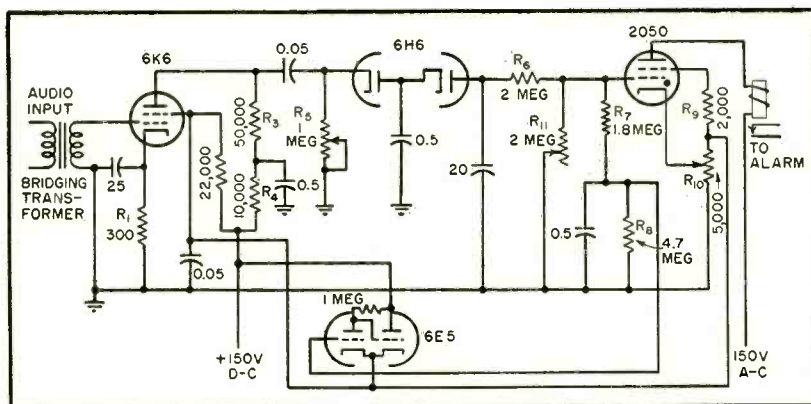 6K6
0.05
6H6
2050
AUDIO
INPUT
BRIDGING
TRANS-
FORMER
25
R1
300
22,000
0.05
50,000
R3
10,000
R4
0.5
R5
1
MEG
0.5
20
R6
2 MEG
R11
2 MEG
R7
1.8 MEG
0.5
R8
4.7
MEG
R9
2,000
R10
5,000
TO
ALARM
1 MEG
6E5
+150V
D-C
150V
A-C